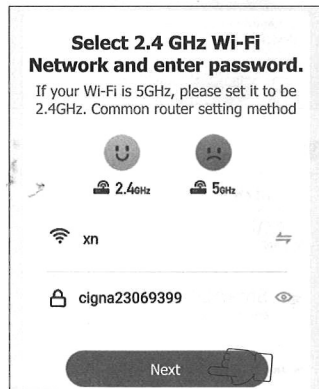 Select 2.4 GHz Wi-Fi
Network and enter password.
If your Wi-Fi is 5GHz, please set it to be
2.4GHz. Common router setting method
2.4GHz
5GHz
xn
cigna23069399
Next